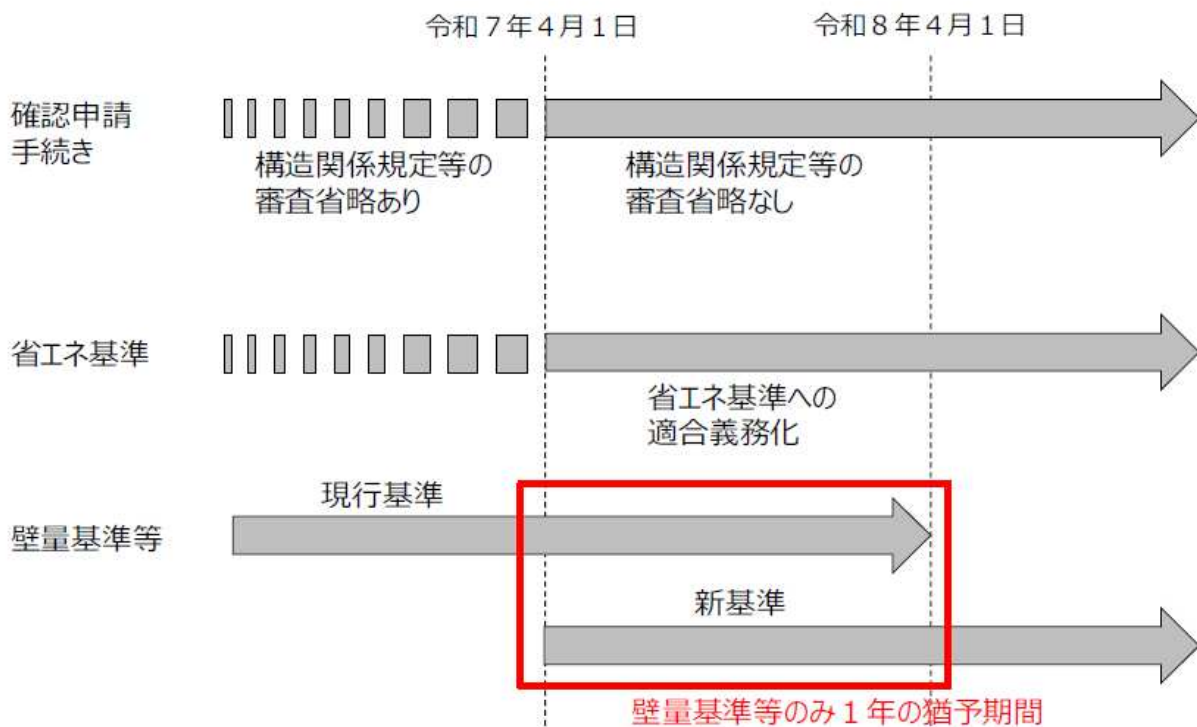 令和７年４月１日
令和８年４月１日
確認申請
手続き
構造関係規定等の
審査省略あり
構造関係規定等の
審査省略なし
省エネ基準
省エネ基準への
適合義務化
現行基準
壁量基準等
新基準
壁量基準等のみ１年の猶予期間